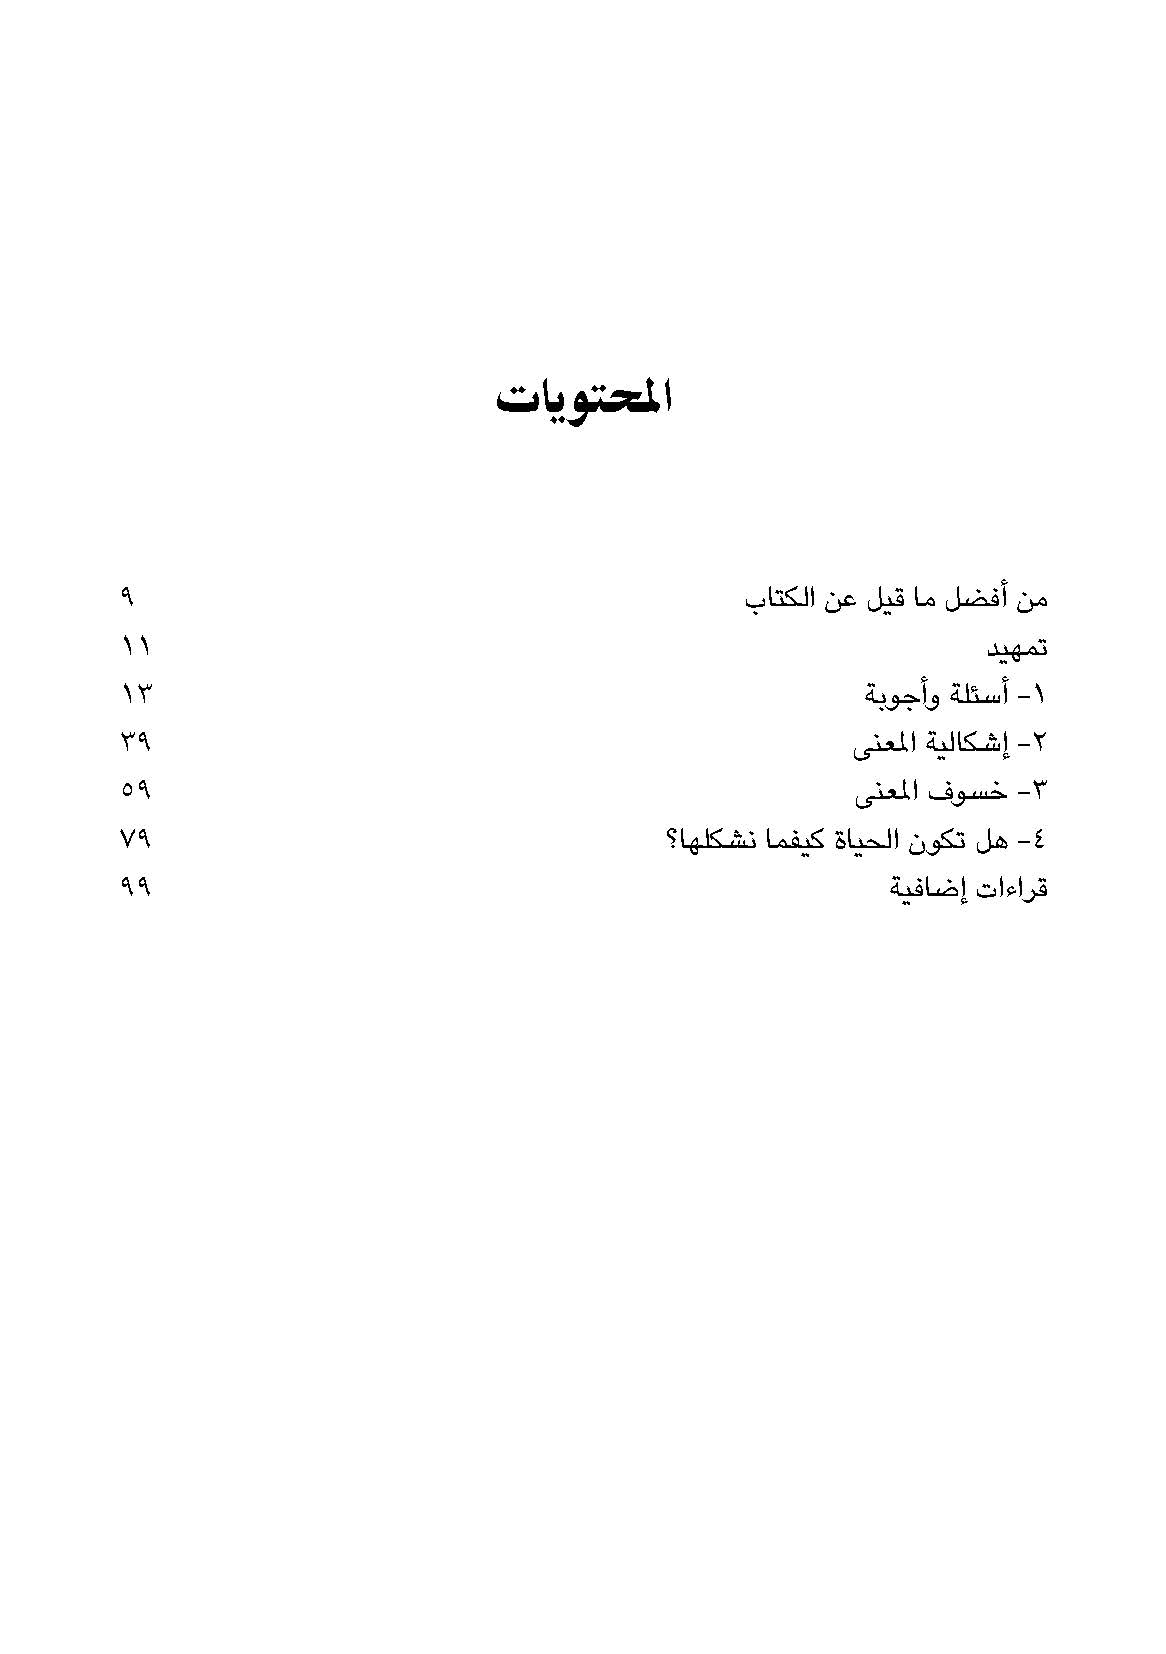 المحتويات
من أفضل ما قيل عن الكتاب ٩
تمهيد ١١
١- أسئلة وأجوبة ١٣
٢- إشكالية المعنى ٣٩
٣- خسوف المعنى ٥٩
٤- هل تكون الحياة كيفما نشكلها؟ ٧٩
قراءات إضافية ٩٩